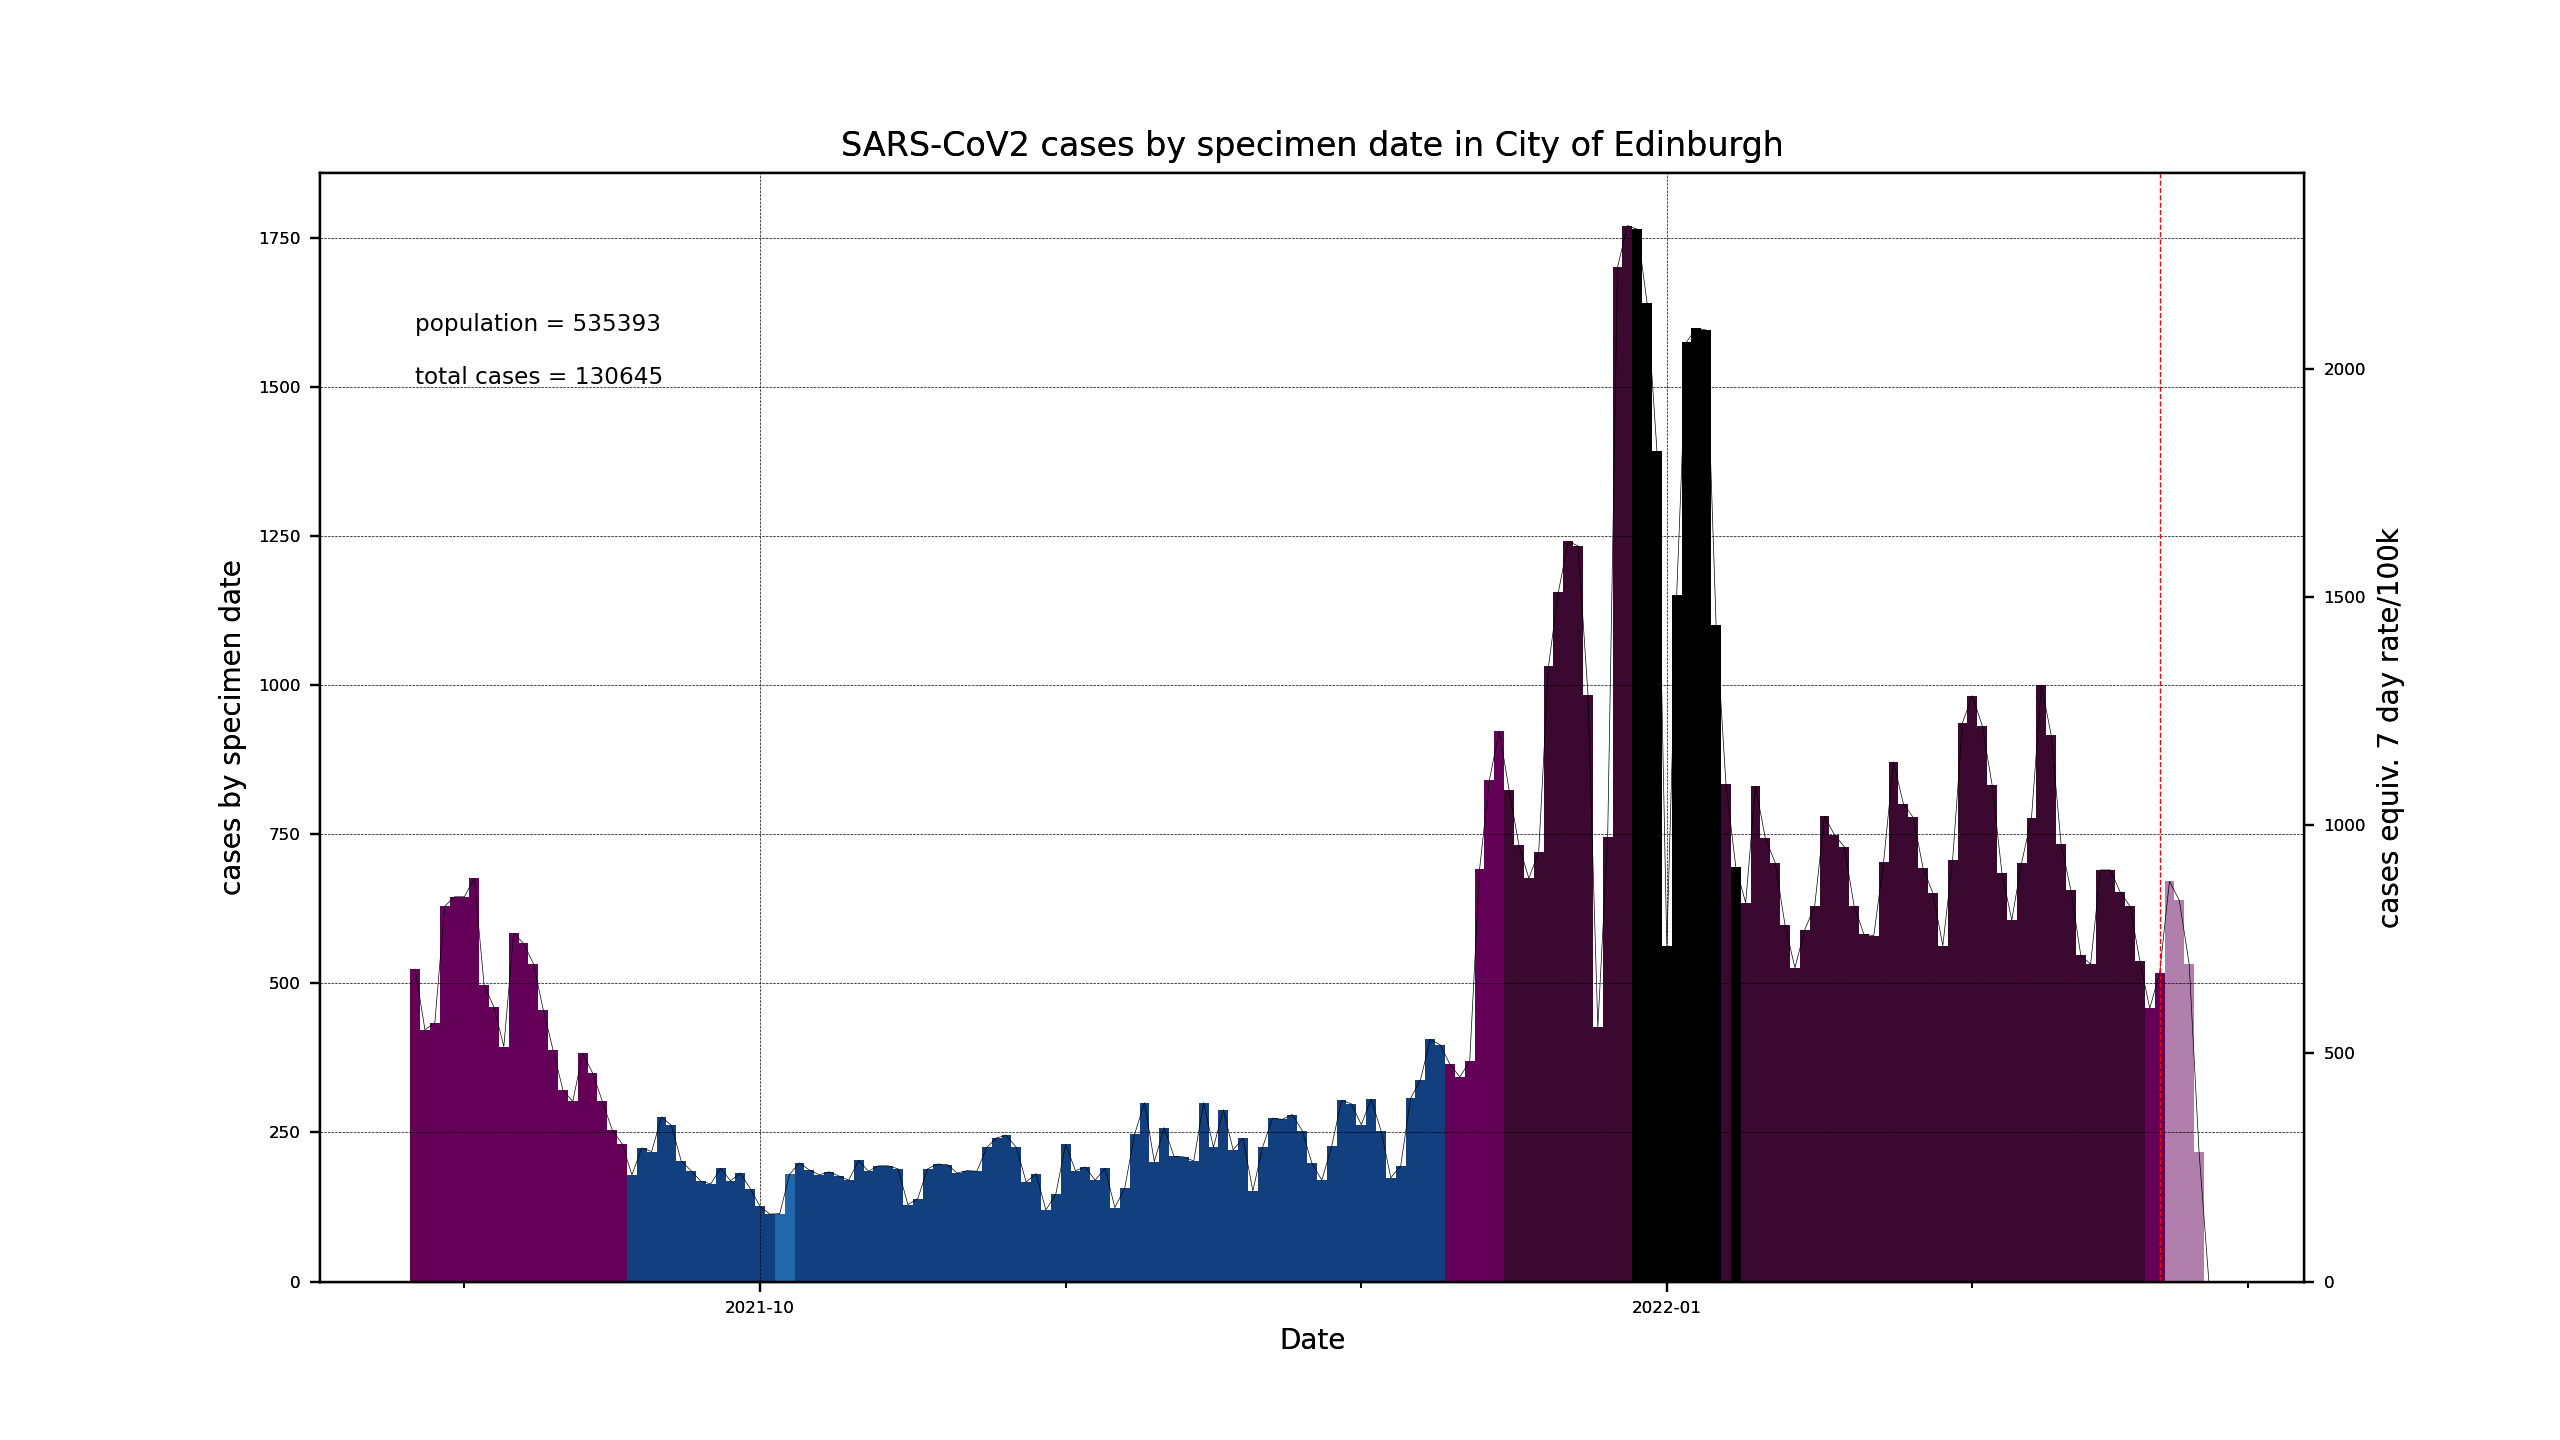 SARS-CoV2 cases by specimen date in City of Edinburgh
population = 535393
total cases = 130645
cases by specimen date
1750
1500
1250
1000
750
500
250
0
2000
1500
1000
500
0
cases equiv. 7 day rate/100k
2021-10
2022-01
Date